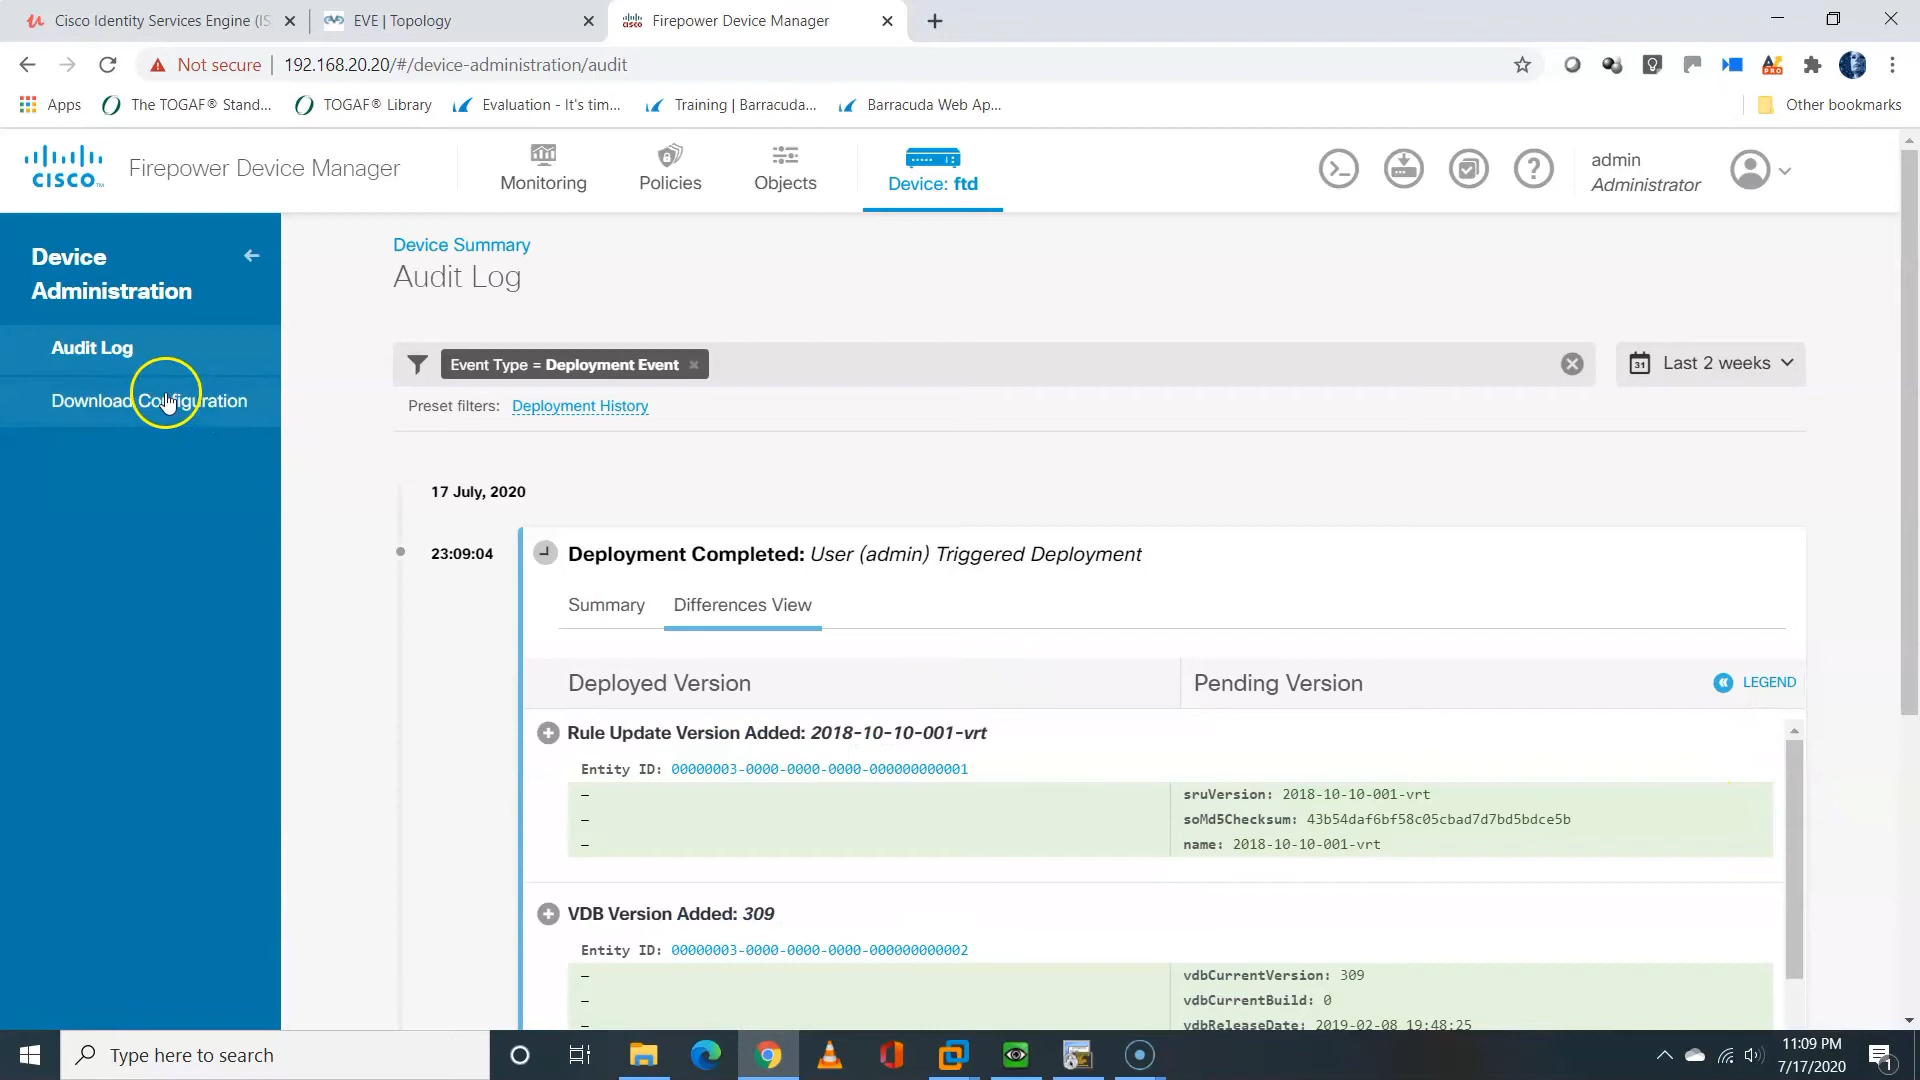 Cisco Identity Services Engine (IS
EVE | Topology
Firepower Device Manager
Not secure
192.168.20.20/#/device-administration/audit
Apps
The TOGAF® Stand...
TOGAF® Library
Evaluation - It's tim...
Training | Barracuda...
Barracuda Web Ap...
Other bookmarks
CISCO
Firepower Device Manager
Monitoring
Policies
Objects
Device: ftd
admin
Administrator
Device
Administration
Audit Log
Download Configuration
Device Summary
Audit Log
Event Type = Deployment Event
31
Last 2 weeks
Preset filters:
Deployment History
17 July, 2020
23:09:04
Deployment Completed: User (admin) Triggered Deployment
Summary
Differences View
Deployed Version
Pending Version
LEGEND
Rule Update Version Added: 2018-10-10-001-vrt
Entity ID: 00000003-0000-0000-0000-000000000001
–
sruVersion: 2018-10-10-001-vrt
–
soMd5Checksum: 43b54daf6bf58c05cbad7d7bd5bdce5b
–
name: 2018-10-10-001-vrt
VDB Version Added: 309
Entity ID: 00000003-0000-0000-0000-000000000002
–
vdbCurrentVersion: 309
–
vdbCurrentBuild: 0
–
vdbReleaseDate: 2019-02-08 19:48:25
Type here to search
11:09 PM
7/17/2020
1